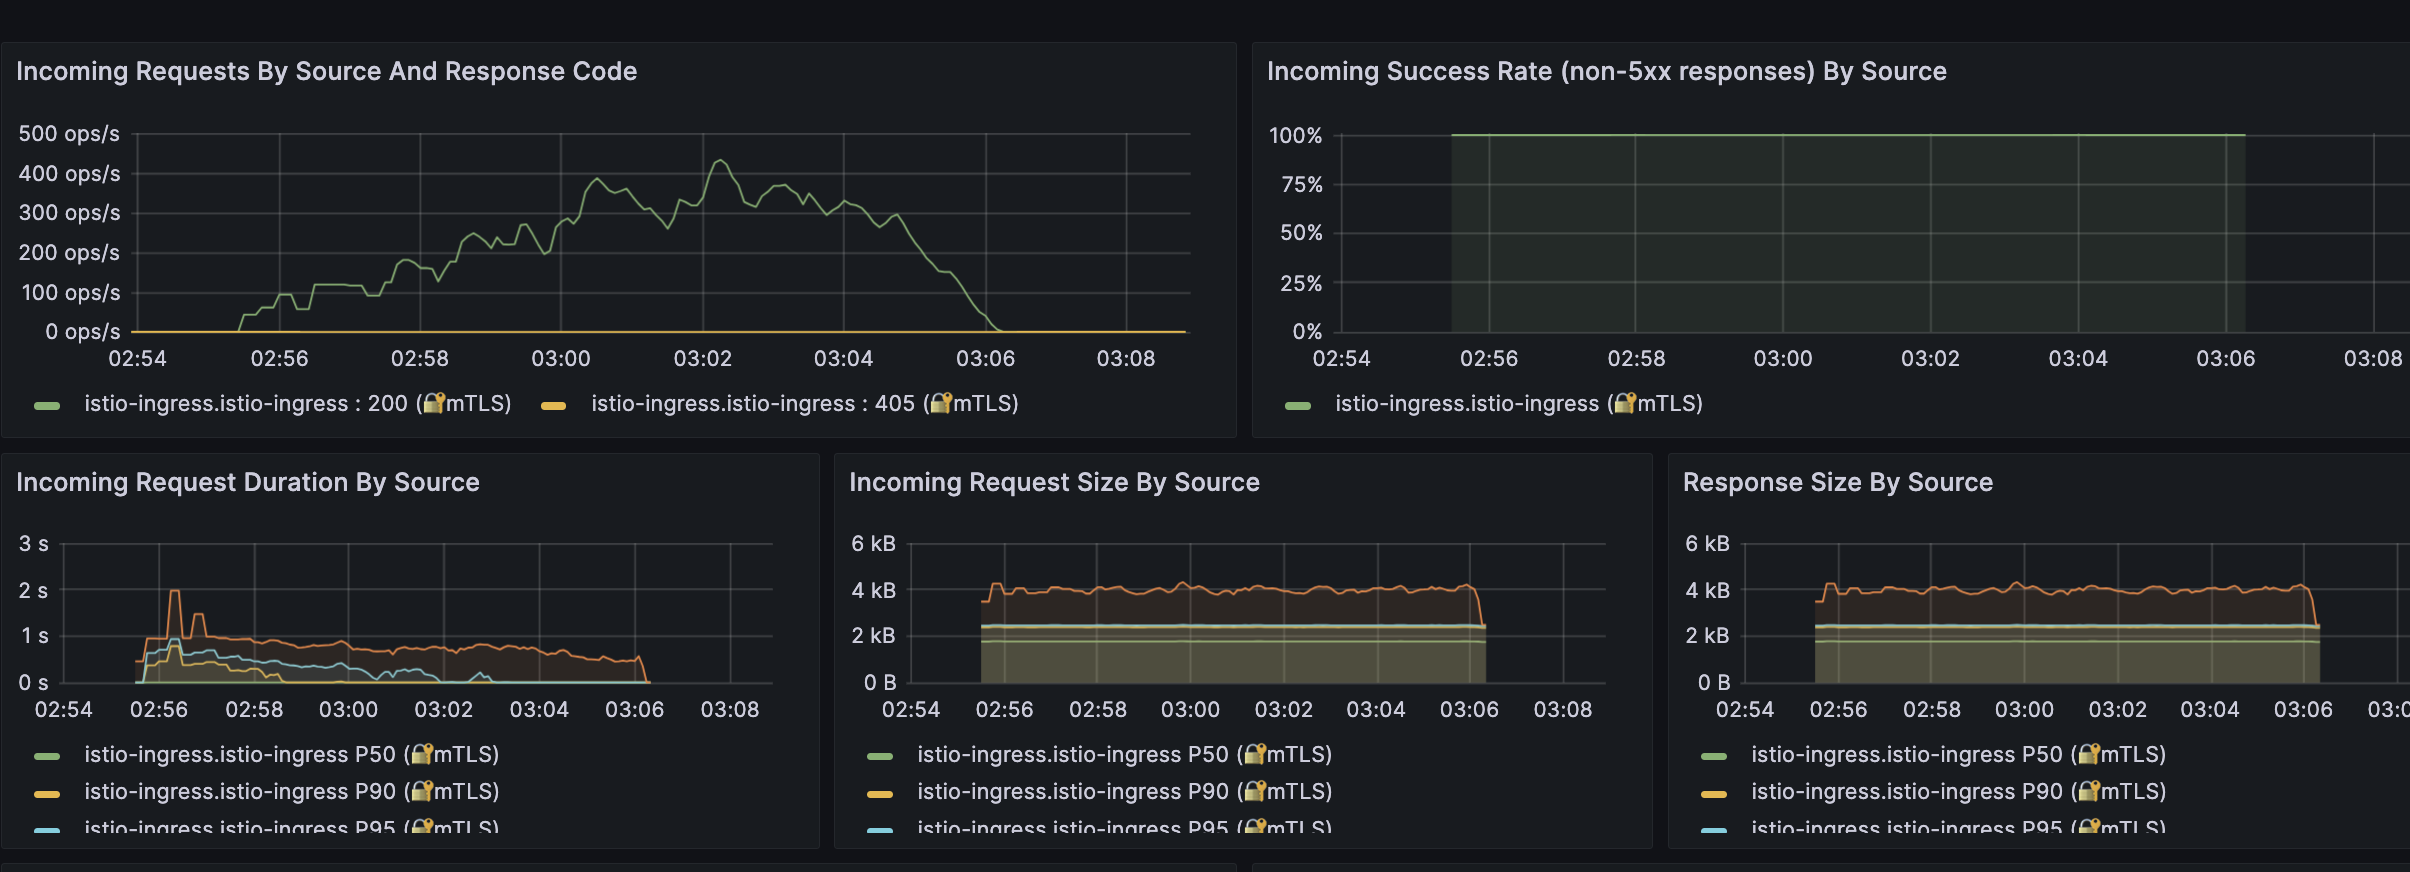 Incoming Requests By Source And Response Code
500 ops/s
400 ops/s
300 ops/s
200 ops/s
100 ops/s
0 ops/s
02:54 02:56 02:58 03:00 03:02 03:04 03:06 03:08
istio-ingress.istio-ingress : 200 (🔐mTLS) istio-ingress.istio-ingress : 405 (🔐mTLS)
Incoming Success Rate (non-5xx responses) By Source
100%
75%
50%
25%
0%
02:54 02:56 02:58 03:00 03:02 03:04 03:06 03:08
istio-ingress.istio-ingress (🔐mTLS)
Incoming Request Duration By Source
3 s
2 s
1 s
0 s
02:54 02:56 02:58 03:00 03:02 03:04 03:06 03:08
istio-ingress.istio-ingress P50 (🔐mTLS)
istio-ingress.istio-ingress P90 (🔐mTLS)
istio-ingress.istio-ingress P95 (🔐mTLS)
Incoming Request Size By Source
6 kB
4 kB
2 kB
0 B
02:54 02:56 02:58 03:00 03:02 03:04 03:06 03:08
istio-ingress.istio-ingress P50 (🔐mTLS)
istio-ingress.istio-ingress P90 (🔐mTLS)
istio-ingress.istio-ingress P95 (🔐mTLS)
Response Size By Source
6 kB
4 kB
2 kB
0 B
02:54 02:56 02:58 03:00 03:02 03:04 03:06
istio-ingress.istio-ingress P50 (🔐mTLS)
istio-ingress.istio-ingress P90 (🔐mTLS)
istio-ingress.istio-ingress P95 (🔐mTLS)